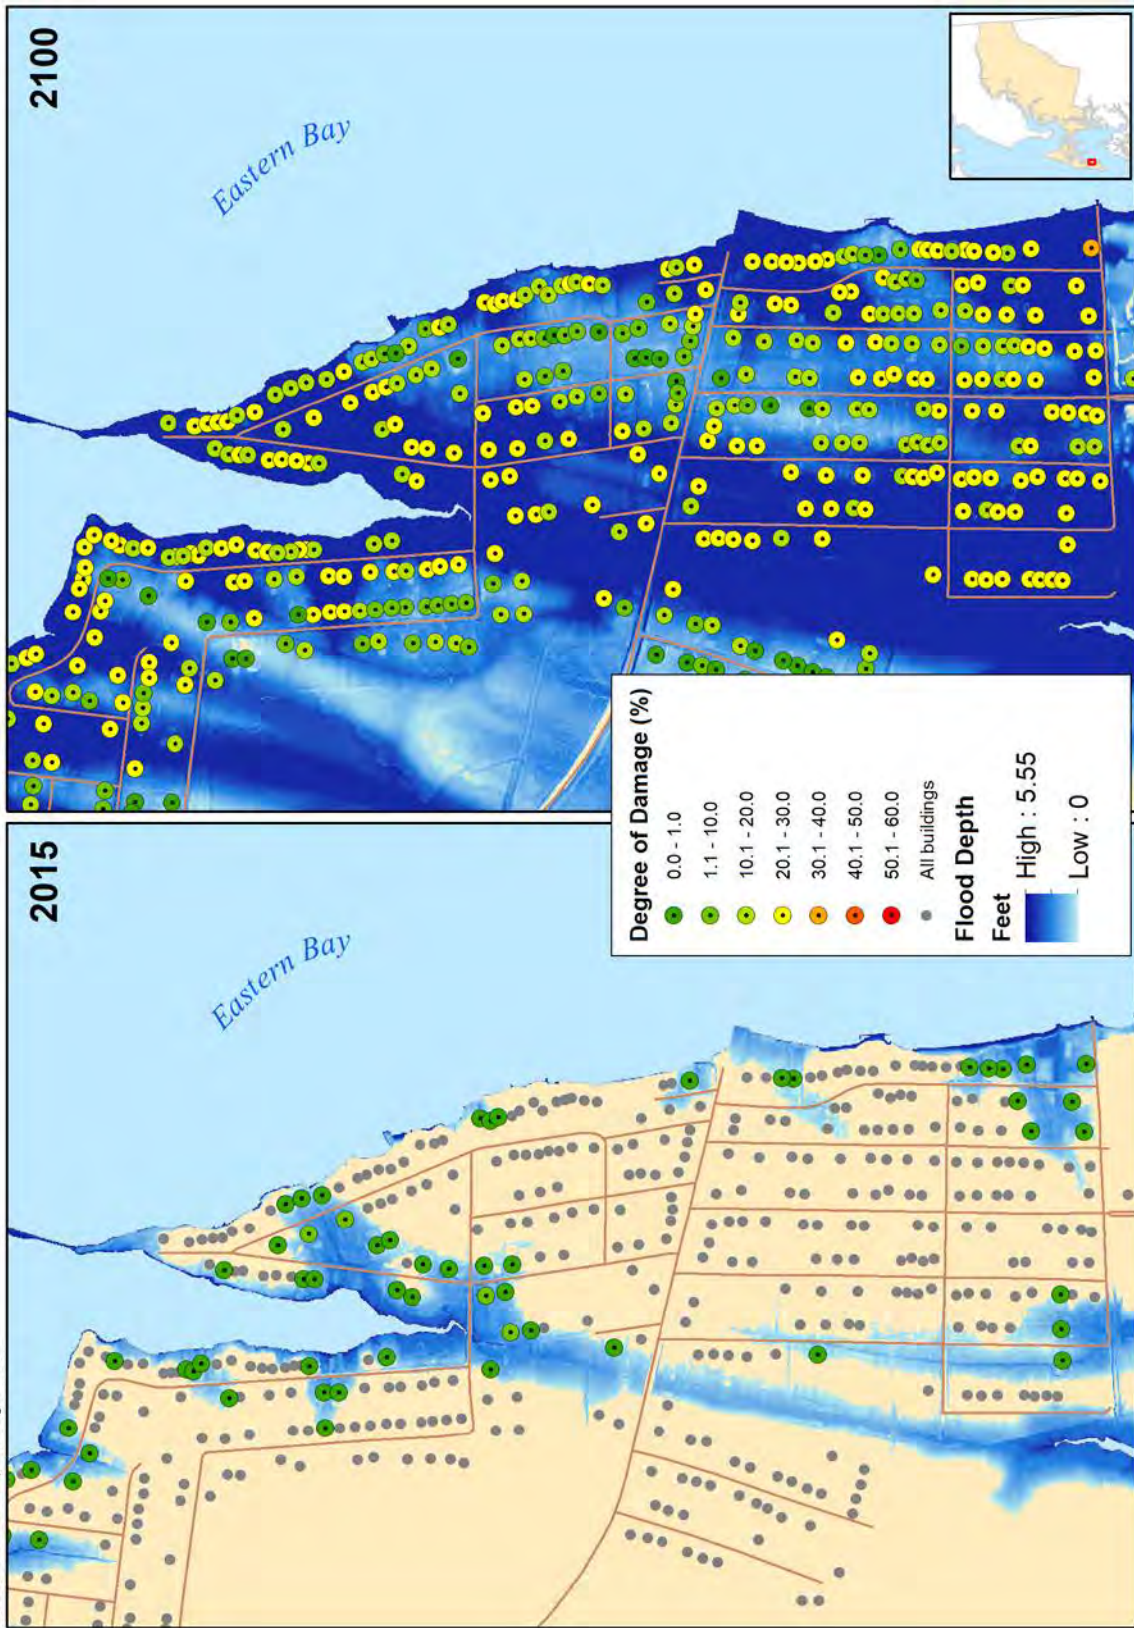 2015
Eastern Bay
2100
Eastern Bay
Degree of Damage (%)
0.0 - 1.0
1.1 - 10.0
10.1 - 20.0
20.1 - 30.0
30.1 - 40.0
40.1 - 50.0
50.1 - 60.0
All buildings
Flood Depth
Feet
High : 5.55
Low : 0